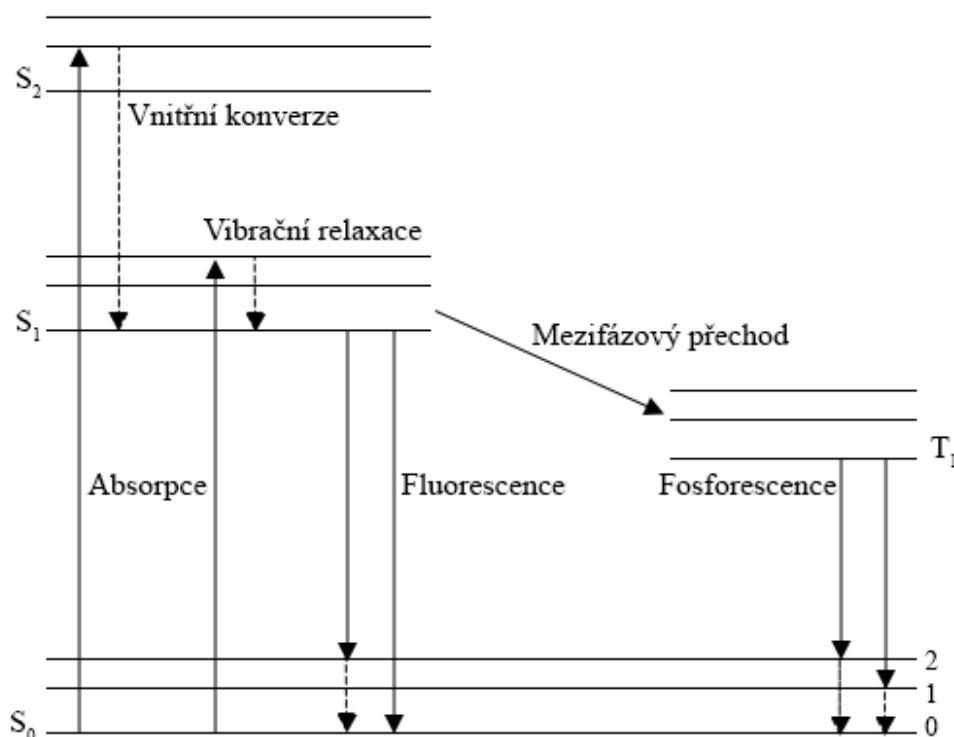 S2
Vnitřní konverze
Vibrační relaxace
S1
Mezifázový přechod
T1
Absorpce
Fluorescence
Fosforescence
2
1
S0
0